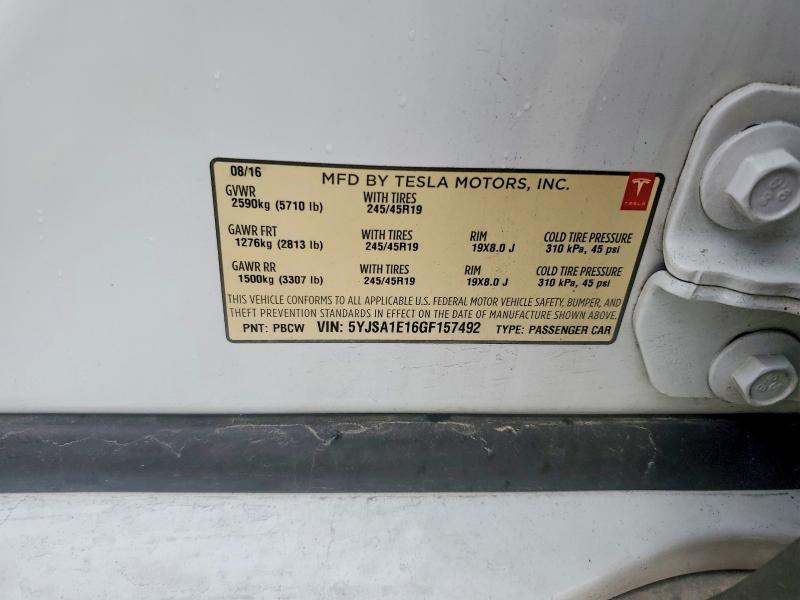 08/16 MFD BY TESLA MOTORS, INC.
TESLA
GVWR WITH TIRES
2590kg (5710 lb) 245/45R19
GAWR FRT WITH TIRES RIM COLD TIRE PRESSURE
1276kg (2813 lb) 245/45R19 19X8.0 J 310 kPa, 45 psi
GAWR RR WITH TIRES RIM COLD TIRE PRESSURE
1500kg (3307 lb) 245/45R19 19X8.0 J 310 kPa, 45 psi
THIS VEHICLE CONFORMS TO ALL APPLICABLE U.S. FEDERAL MOTOR VEHICLE SAFETY, BUMPER, AND
THEFT PREVENTION STANDARDS IN EFFECT ON THE DATE OF MANUFACTURE SHOWN ABOVE.
PNT: PBCW VIN: 5YJSA1E16GF157492 TYPE: PASSENGER CAR